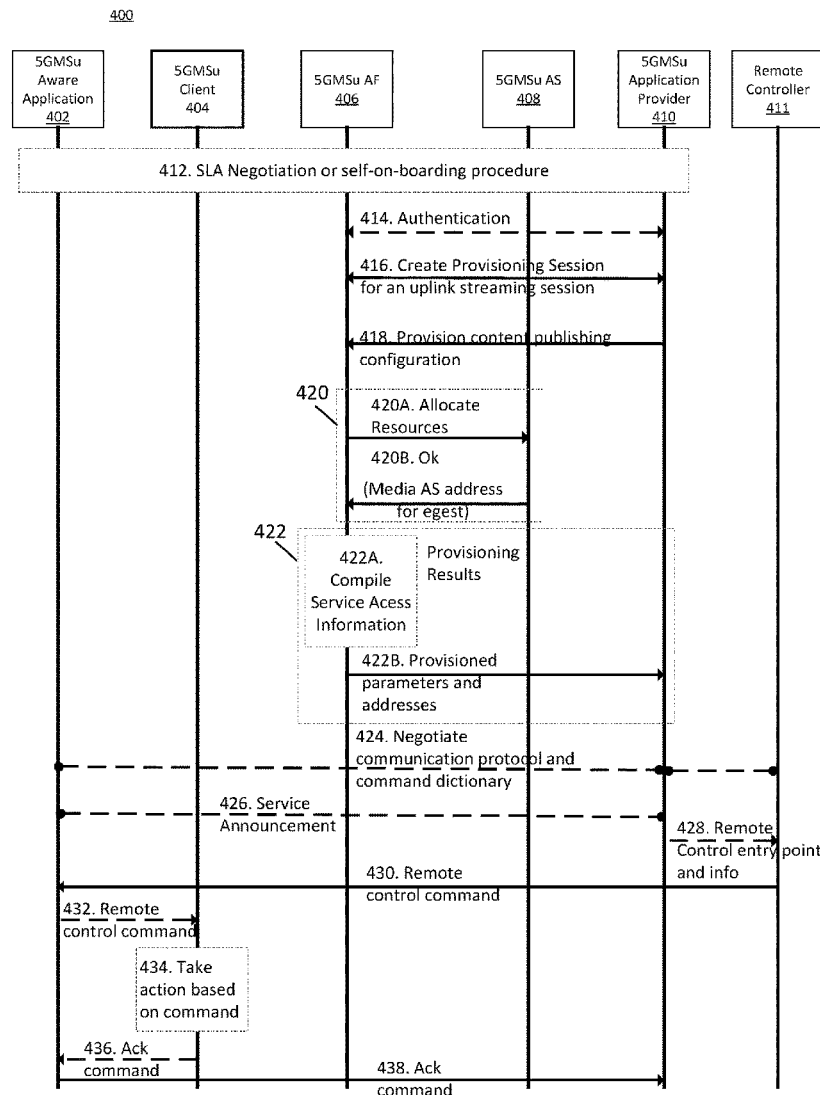 400
5GMSu
Aware
Application
402
5GMSu
Client
404
5GMSu AF
406
5GMSu AS
408
5GMSu
Application
Provider
410
Remote
Controller
411
412. SLA Negotiation or self-on-boarding procedure
414. Authentication
416. Create Provisioning Session
for an uplink streaming session
418. Provision content publishing
configuration
420
420A. Allocate
Resources
420B. Ok
(Media AS address
for egest)
422
422A.
Compile
Service Acess
Information
Provisioning
Results
422B. Provisioned
parameters and
addresses
424. Negotiate
communication protocol and
command dictionary
426. Service
Announcement
428. Remote
Control entry point
and info
430. Remote
control command
432. Remote
control command
434. Take
action based
on command
436. Ack
command
438. Ack
command